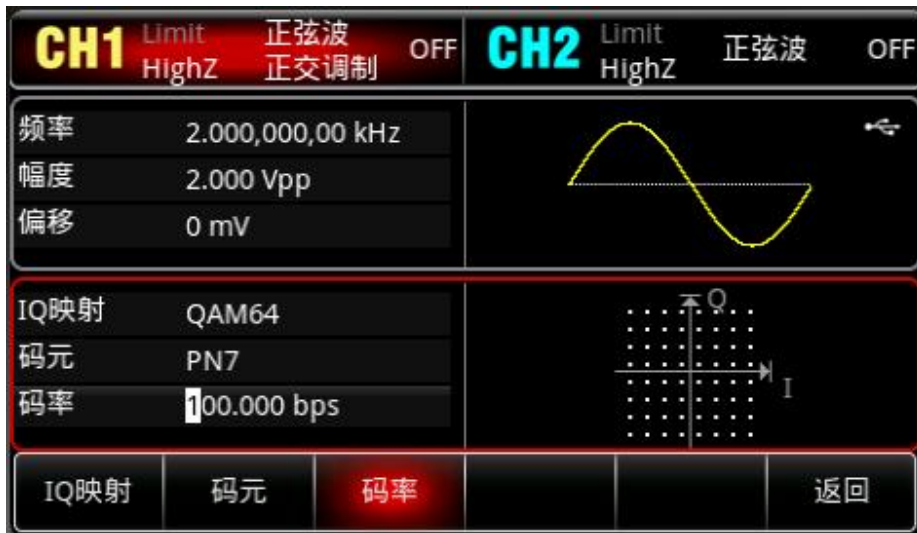 CH1 Limit 正弦波 OFF CH2 Limit 正弦波 OFF
HighZ 正交调制 HighZ
频率 2.000,000,00 kHz
幅度 2.000 Vpp
偏移 0 mV
IQ映射 QAM64 Q
码元 PN7
I
码率 100.000 bps
IQ映射 码元 码率 返回